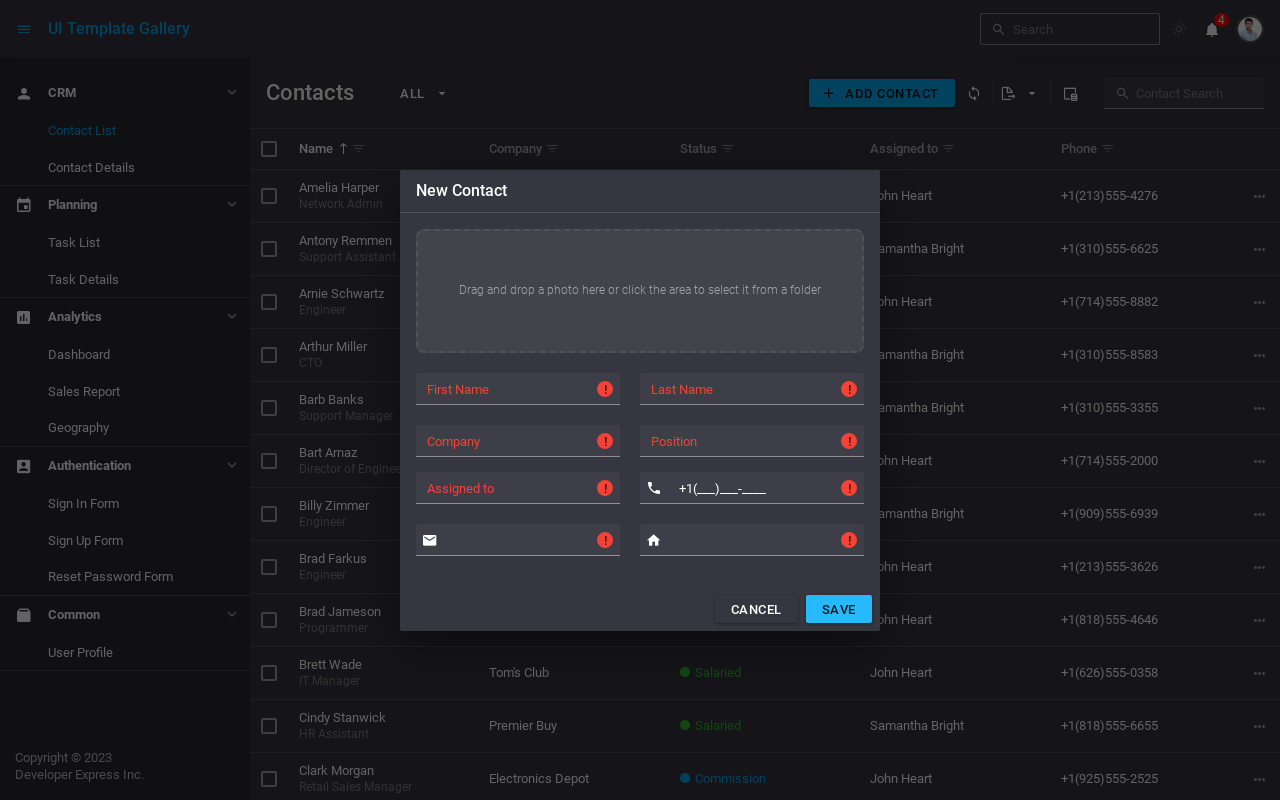 UI Template Gallery
Search
4
CRM
Contact List
Contact Details
Planning
Task List
Task Details
Analytics
Dashboard
Sales Report
Geography
Authentication
Sign In Form
Sign Up Form
Reset Password Form
Common
User Profile
Copyright © 2023
Developer Express Inc.
Contacts
ALL
ADD CONTACT
Contact Search
Name
Company
Status
Assigned to
Phone
Amelia Harper
Network Admin
John Heart
+1(213)555-4276
Antony Remmen
Support Assistant
Samantha Bright
+1(310)555-6625
Arnie Schwartz
Engineer
John Heart
+1(714)555-8882
Arthur Miller
CTO
Samantha Bright
+1(310)555-8583
Barb Banks
Support Manager
Samantha Bright
+1(310)555-3355
Bart Arnaz
Director of Enginee
John Heart
+1(714)555-2000
Billy Zimmer
Engineer
Samantha Bright
+1(909)555-6939
Brad Farkus
Engineer
John Heart
+1(213)555-3626
Brad Jameson
Programmer
John Heart
+1(818)555-4646
Brett Wade
IT Manager
Tom's Club
Salaried
John Heart
+1(626)555-0358
Cindy Stanwick
HR Assistant
Premier Buy
Salaried
Samantha Bright
+1(818)555-6655
Clark Morgan
Retail Sales Manager
Electronics Depot
Commission
John Heart
+1(925)555-2525
New Contact
Drag and drop a photo here or click the area to select it from a folder
First Name
Last Name
Company
Position
Assigned to
+1(___)___-____
CANCEL
SAVE